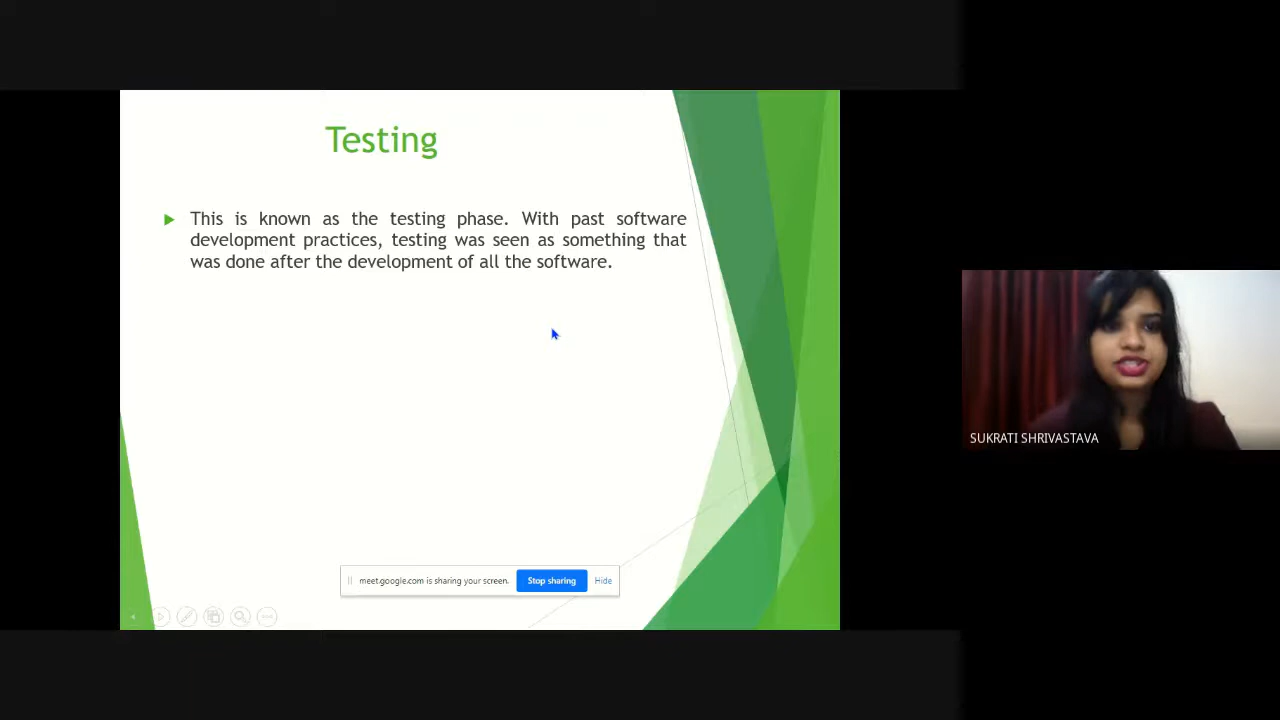 Testing
This is known as the testing phase. With past software
development practices, testing was seen as something that
was done after the development of all the software.
SUKRATI SHRIVASTAVA
meet.google.com is sharing your screen. Stop sharing Hide